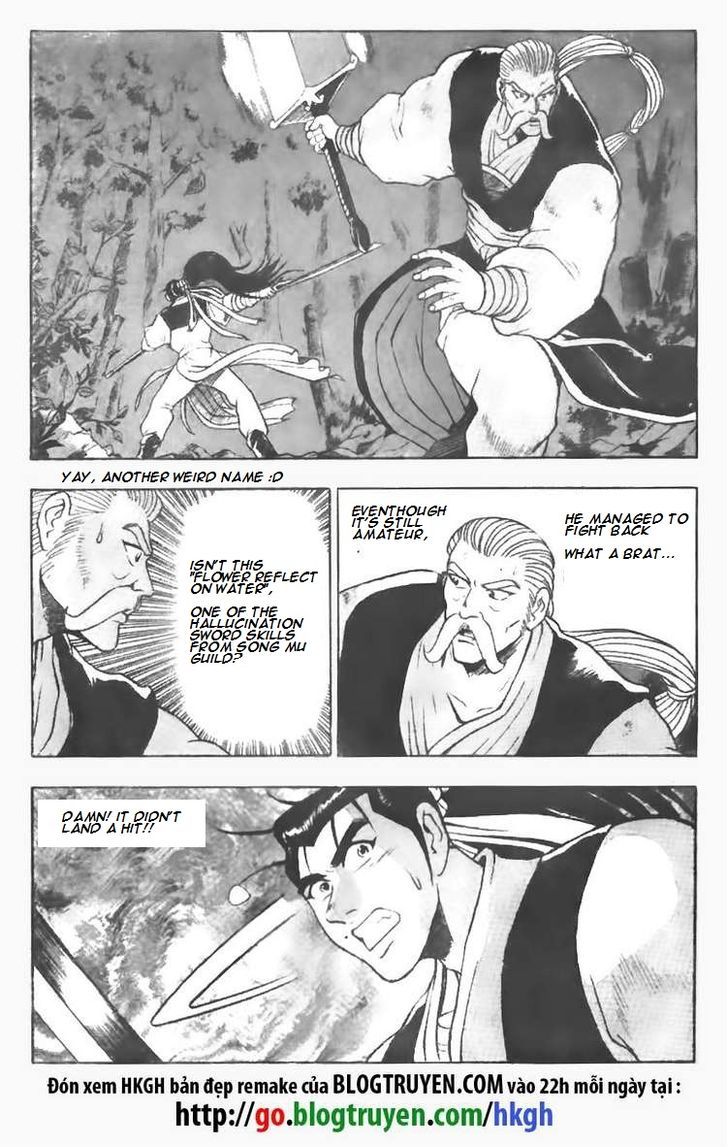 YAY, ANOTHER WEIRD NAME :D
ISN'T THIS
"FLOWER REFLECT
ON WATER",
ONE OF THE
HALLUCINATION
SWORD SKILLS
FROM SONG MU
GUILD?
EVENTHOUGH
IT'S STILL
AMATEUR,
HE MANAGED TO
FIGHT BACK
WHAT A BRAT...
DAMN! IT DIDN'T
LAND A HIT!!
Đón xem HKGH bản đẹp remake của BLOGTRUYEN.COM vào 22h mỗi ngày tại :
http://go.blogtruyen.com/hkgh